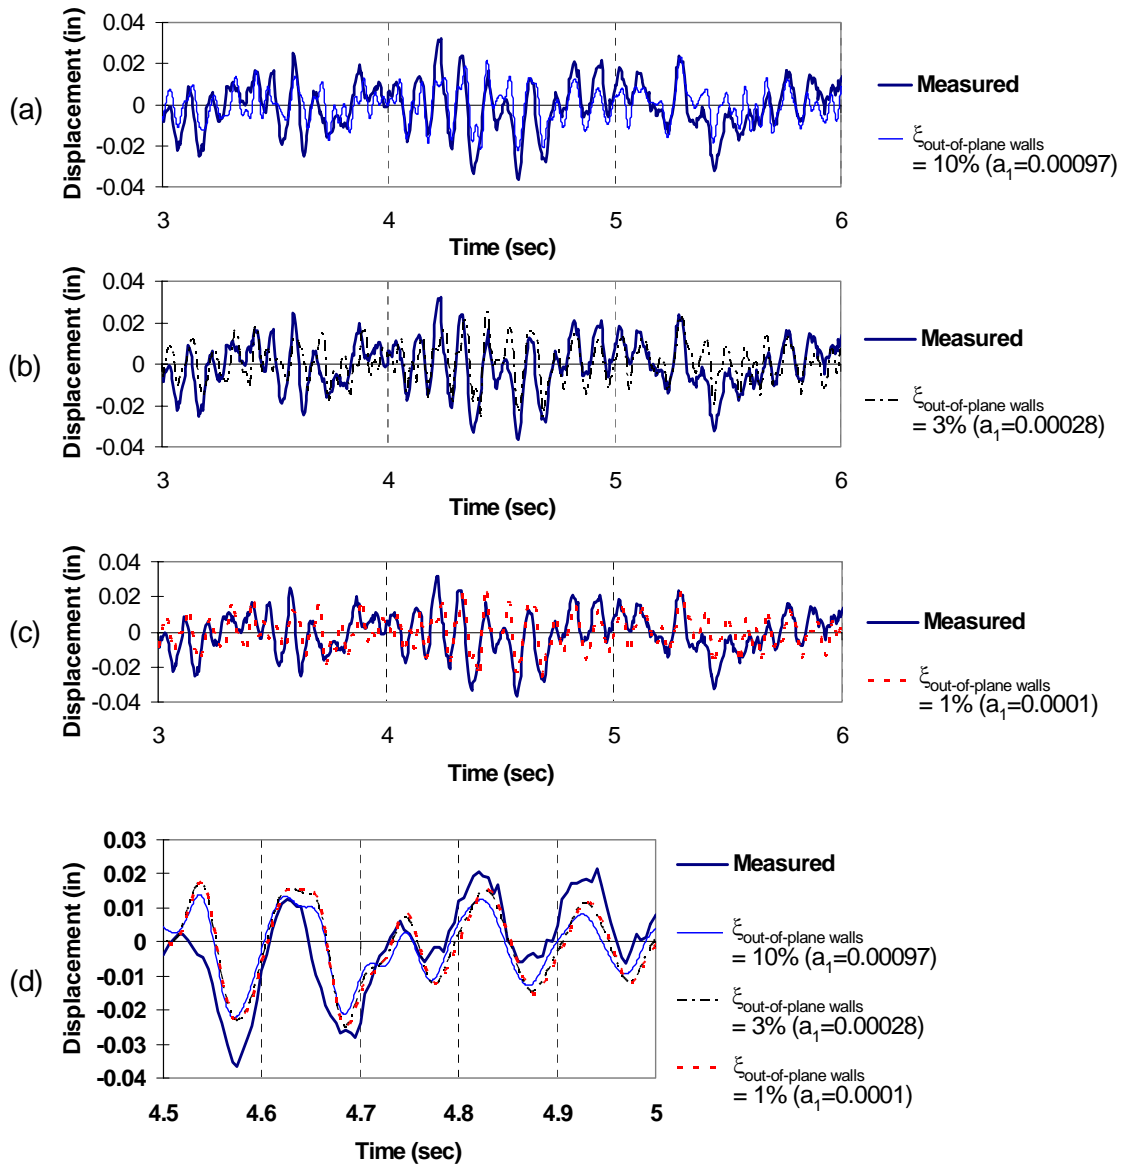 (a)
Displacement (in)
0.04
0.02
0
-0.02
-0.04
3
4
5
6
Time (sec)
Measured
ξout-of-plane walls
= 10% (a1=0.00097)
(b)
Displacement (in)
0.04
0.02
0
-0.02
-0.04
3
4
5
6
Time (sec)
Measured
ξout-of-plane walls
= 3% (a1=0.00028)
(c)
Displacement (in)
0.04
0.02
0
-0.02
-0.04
3
4
5
6
Time (sec)
Measured
ξout-of-plane walls
= 1% (a1=0.0001)
(d)
Displacement (in)
0.03
0.02
0.01
0
-0.01
-0.02
-0.03
-0.04
4.5
4.6
4.7
4.8
4.9
5
Time (sec)
Measured
ξout-of-plane walls
= 10% (a1=0.00097)
ξout-of-plane walls
= 3% (a1=0.00028)
ξout-of-plane walls
= 1% (a1=0.0001)